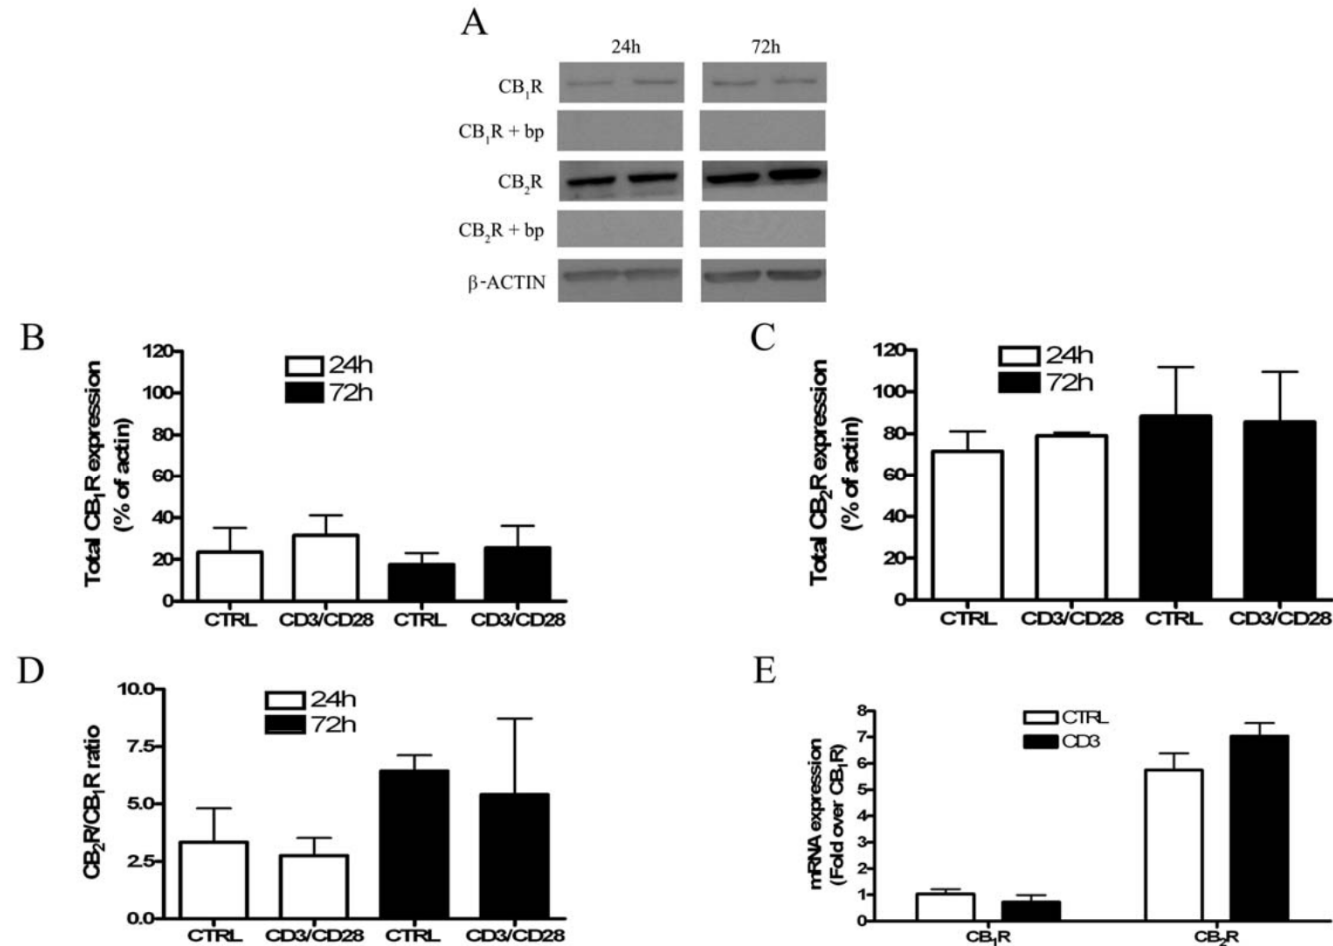 A
24h 72h
CB₁R
CB₁R + bp
CB₂R
CB₂R + bp
β-ACTIN
B
Total CB₁R expression
(% of actin)
120
100
80
60
40
20
0
24h
72h
CTRL CD3/CD28 CTRL CD3/CD28
C
Total CB₂R expression
(% of actin)
120
100
80
60
40
20
0
24h
72h
CTRL CD3/CD28 CTRL CD3/CD28
D
CB₂R/CB₁R ratio
10.0
7.5
5.0
2.5
0.0
24h
72h
CTRL CD3/CD28 CTRL CD3/CD28
E
mRNA expression
(Fold over CB₁R)
8
7
6
5
4
3
2
1
0
CTRL
CD3
CB₁R CB₂R